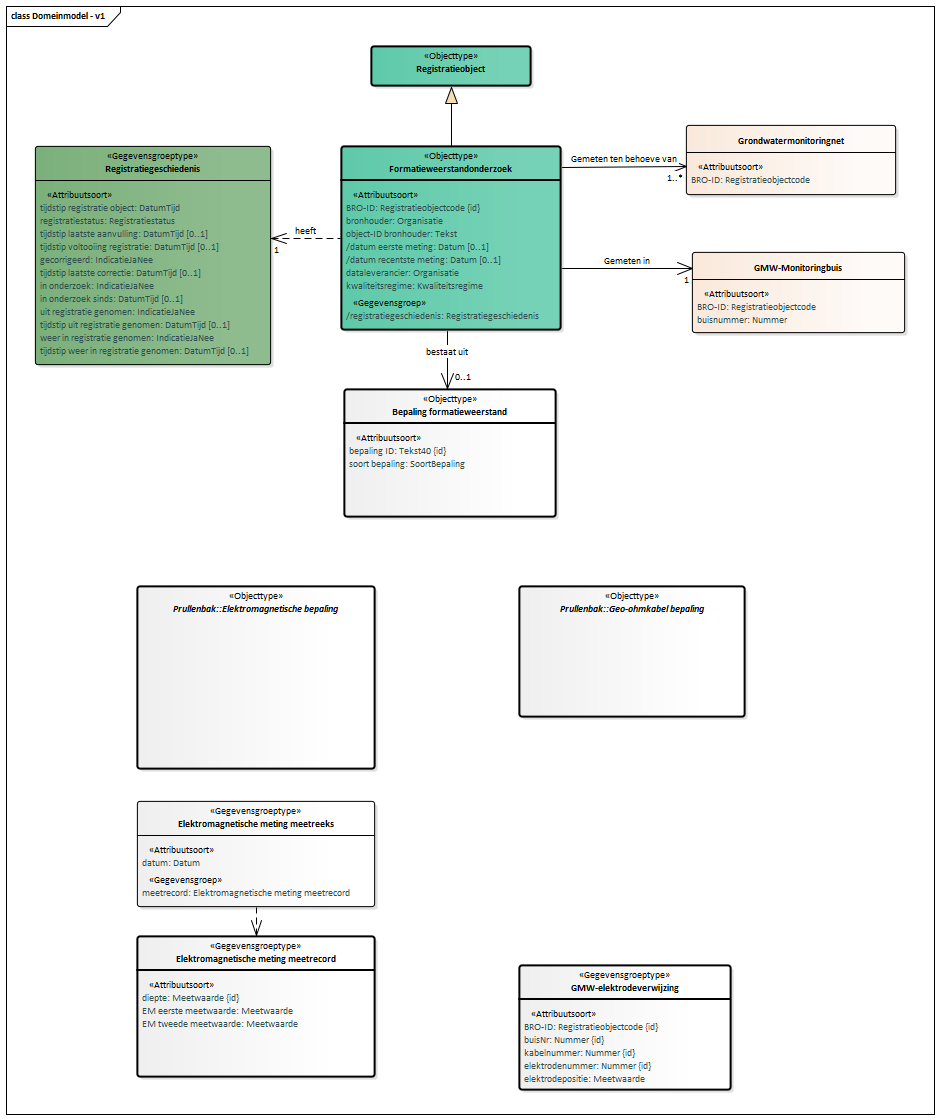 class Domeinmodel - v1
«Objecttype»
Registratieobject
«Gegevensgroeptype»
Registratiegeschiedenis
«Attribuutsoort»
tijdstip registratie object: DatumTijd
registratiestatus: Registratiestatus
tijdstip laatste aanvulling: DatumTijd [0..1]
tijdstip voltooiing registratie: DatumTijd [0..1]
gecorrigeerd: IndicatieJaNee
tijdstip laatste correctie: DatumTijd [0..1]
in onderzoek: IndicatieJaNee
in onderzoek sinds: DatumTijd [0..1]
uit registratie genomen: IndicatieJaNee
tijdstip uit registratie genomen: DatumTijd [0..1]
weer in registratie genomen: IndicatieJaNee
tijdstip weer in registratie genomen: DatumTijd [0..1]
heeft
1
«Objecttype»
Formatieweerstandonderzoek
«Attribuutsoort»
BRO-ID: Registratieobjectcode {id}
bronhouder: Organisatie
object-ID bronhouder: Tekst
/datum eerste meting: Datum [0..1]
/datum recentste meting: Datum [0..1]
dataleverancier: Organisatie
kwaliteitsregime: Kwaliteitsregime
«Gegevensgroep»
/registratiegeschiedenis: Registratiegeschiedenis
Gemeten ten behoeve van
1..*
Grondwatermonitoringnet
«Attribuutsoort»
BRO-ID: Registratieobjectcode
Gemeten in
1
GMW-Monitoringbuis
«Attribuutsoort»
BRO-ID: Registratieobjectcode
buisnummer: Nummer
bestaat uit
0..1
«Objecttype»
Bepaling formatieweerstand
«Attribuutsoort»
bepaling ID: Tekst40 {id}
soort bepaling: SoortBepaling
«Objecttype»
Prullenbak::Elektromagnetische bepaling
«Objecttype»
Prullenbak::Geo-ohmkabel bepaling
«Gegevensgroeptype»
Elektromagnetische meting meetreeks
«Attribuutsoort»
datum: Datum
«Gegevensgroep»
meetrecord: Elektromagnetische meting meetrecord
«Gegevensgroeptype»
Elektromagnetische meting meetrecord
«Attribuutsoort»
diepte: Meetwaarde {id}
EM eerste meetwaarde: Meetwaarde
EM tweede meetwaarde: Meetwaarde
«Gegevensgroeptype»
GMW-elektrodeverwijzing
«Attribuutsoort»
BRO-ID: Registratieobjectcode {id}
buisNr: Nummer {id}
kabelnummer: Nummer {id}
elektrodenummer: Nummer {id}
elektrodepositie: Meetwaarde